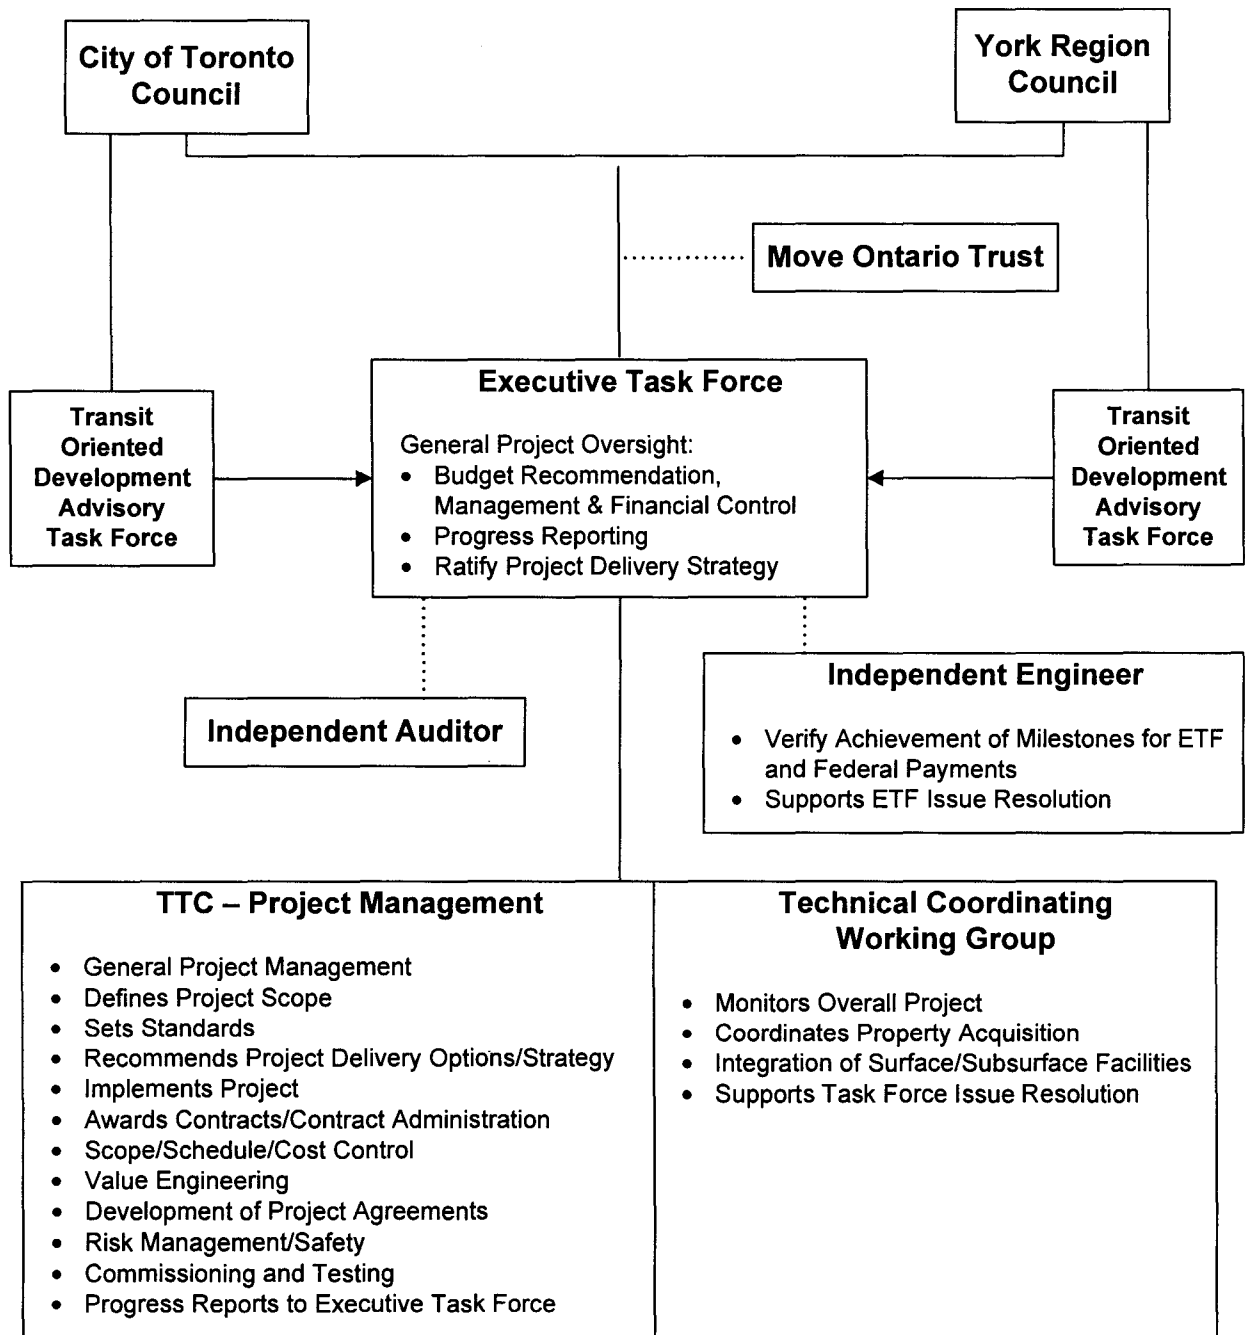 City of Toronto
Council
York Region
Council
Move Ontario Trust
Transit
Oriented
Development
Advisory
Task Force
Executive Task Force
General Project Oversight:
• Budget Recommendation,
Management & Financial Control
• Progress Reporting
• Ratify Project Delivery Strategy
Transit
Oriented
Development
Advisory
Task Force
Independent Auditor
Independent Engineer
• Verify Achievement of Milestones for ETF
and Federal Payments
• Supports ETF Issue Resolution
TTC – Project Management
• General Project Management
• Defines Project Scope
• Sets Standards
• Recommends Project Delivery Options/Strategy
• Implements Project
• Awards Contracts/Contract Administration
• Scope/Schedule/Cost Control
• Value Engineering
• Development of Project Agreements
• Risk Management/Safety
• Commissioning and Testing
• Progress Reports to Executive Task Force
Technical Coordinating
Working Group
• Monitors Overall Project
• Coordinates Property Acquisition
• Integration of Surface/Subsurface Facilities
• Supports Task Force Issue Resolution